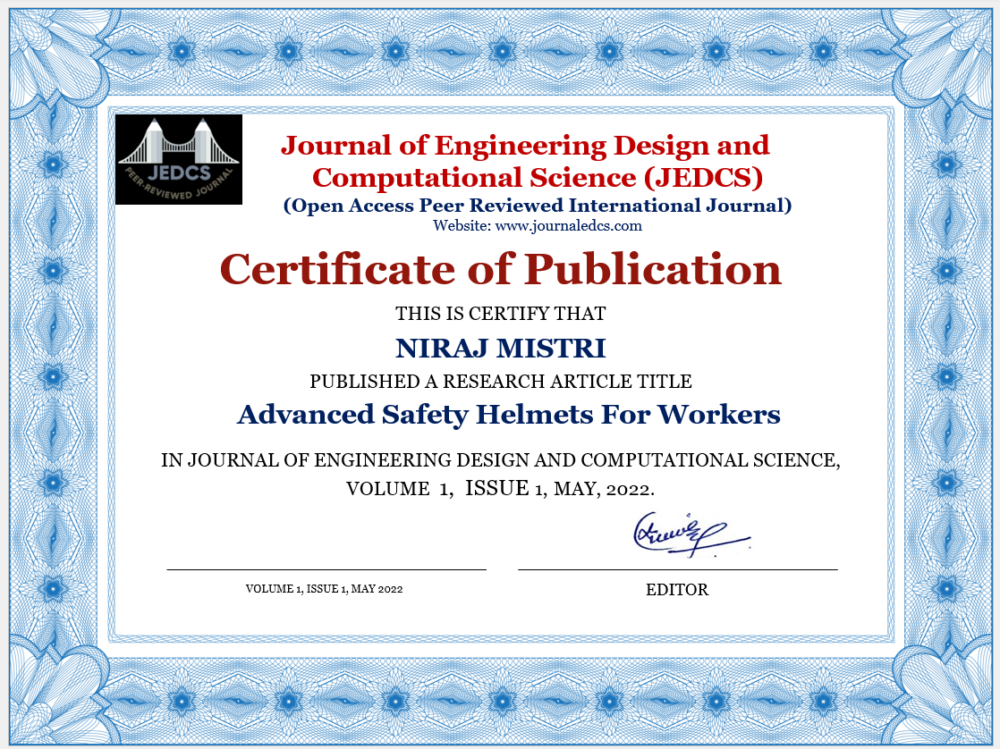 JEDCS
PEER-REVIEWED JOURNAL
Journal of Engineering Design and
Computational Science (JEDCS)
(Open Access Peer Reviewed International Journal)
Website: www.journaledcs.com
Certificate of Publication
THIS IS CERTIFY THAT
NIRAJ MISTRI
PUBLISHED A RESEARCH ARTICLE TITLE
Advanced Safety Helmets For Workers
IN JOURNAL OF ENGINEERING DESIGN AND COMPUTATIONAL SCIENCE,
VOLUME 1, ISSUE 1, MAY, 2022.
VOLUME 1, ISSUE 1, MAY 2022
EDITOR